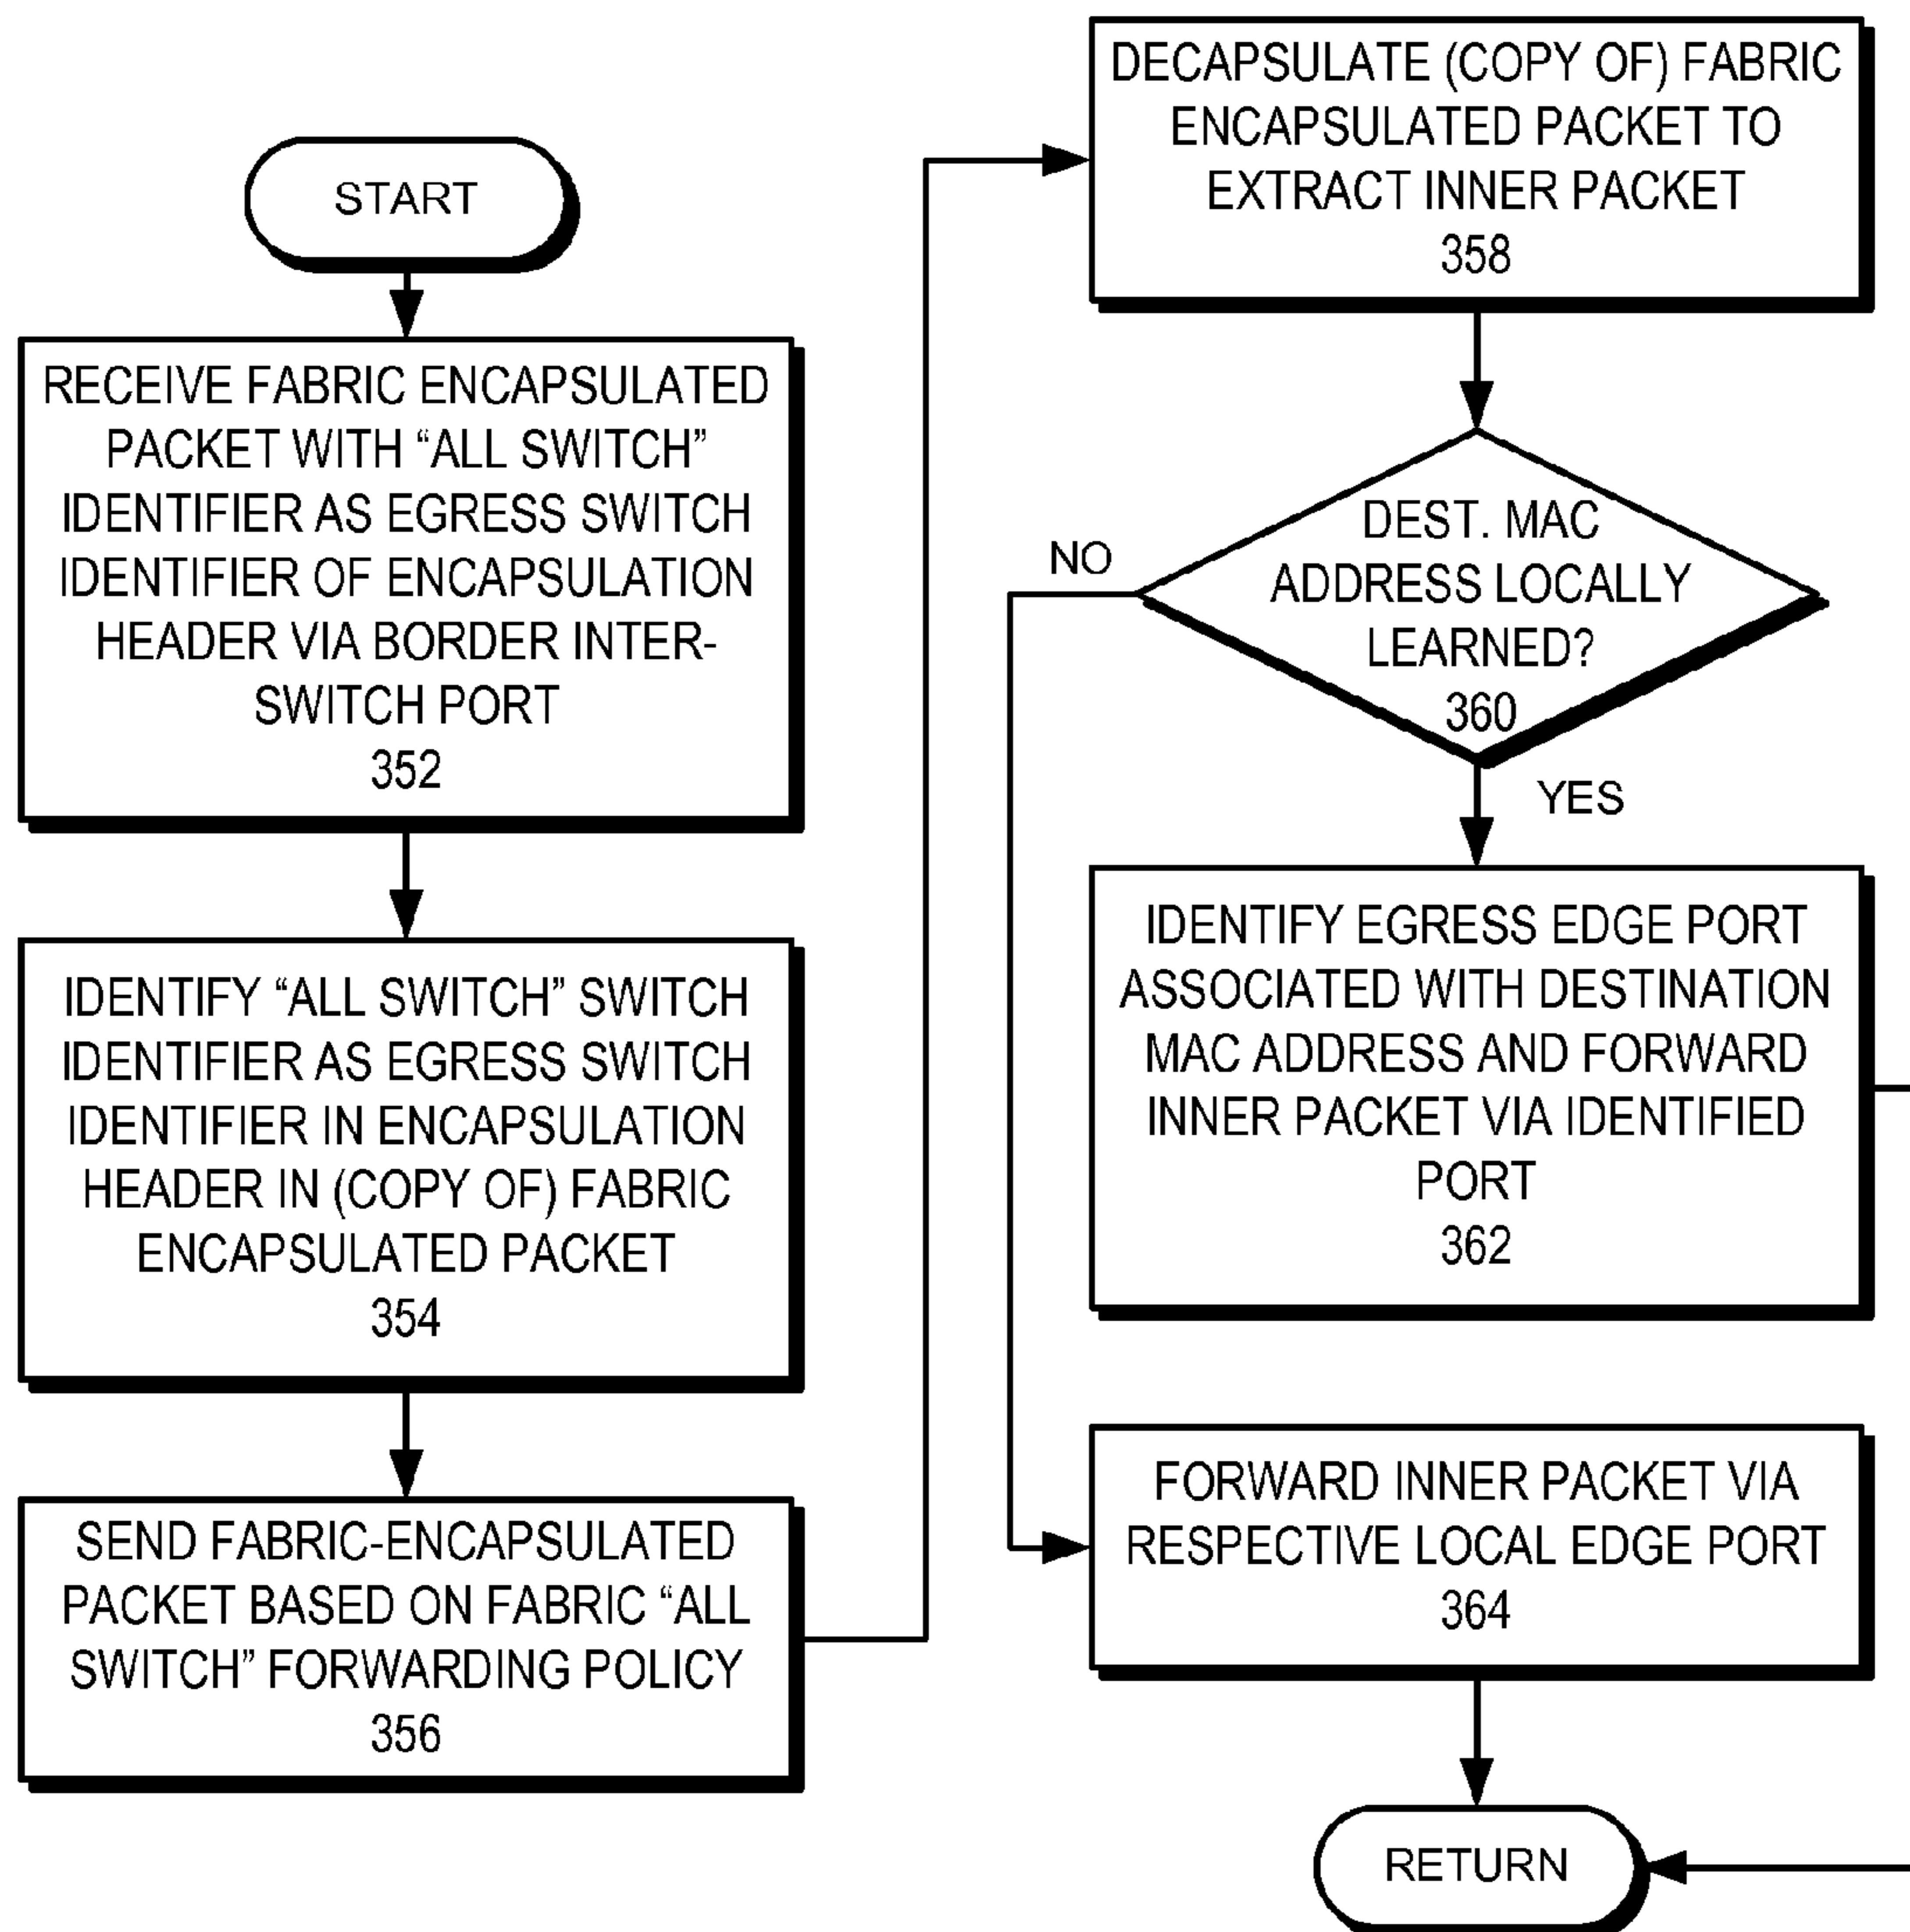 START
RECEIVE FABRIC ENCAPSULATED
PACKET WITH “ALL SWITCH”
IDENTIFIER AS EGRESS SWITCH
IDENTIFIER OF ENCAPSULATION
HEADER VIA BORDER INTER-
SWITCH PORT
352
IDENTIFY “ALL SWITCH” SWITCH
IDENTIFIER AS EGRESS SWITCH
IDENTIFIER IN ENCAPSULATION
HEADER IN (COPY OF) FABRIC
ENCAPSULATED PACKET
354
SEND FABRIC-ENCAPSULATED
PACKET BASED ON FABRIC “ALL
SWITCH” FORWARDING POLICY
356
DECAPSULATE (COPY OF) FABRIC
ENCAPSULATED PACKET TO
EXTRACT INNER PACKET
358
DEST. MAC
ADDRESS LOCALLY
LEARNED?
360
NO
YES
IDENTIFY EGRESS EDGE PORT
ASSOCIATED WITH DESTINATION
MAC ADDRESS AND FORWARD
INNER PACKET VIA IDENTIFIED
PORT
362
FORWARD INNER PACKET VIA
RESPECTIVE LOCAL EDGE PORT
364
RETURN